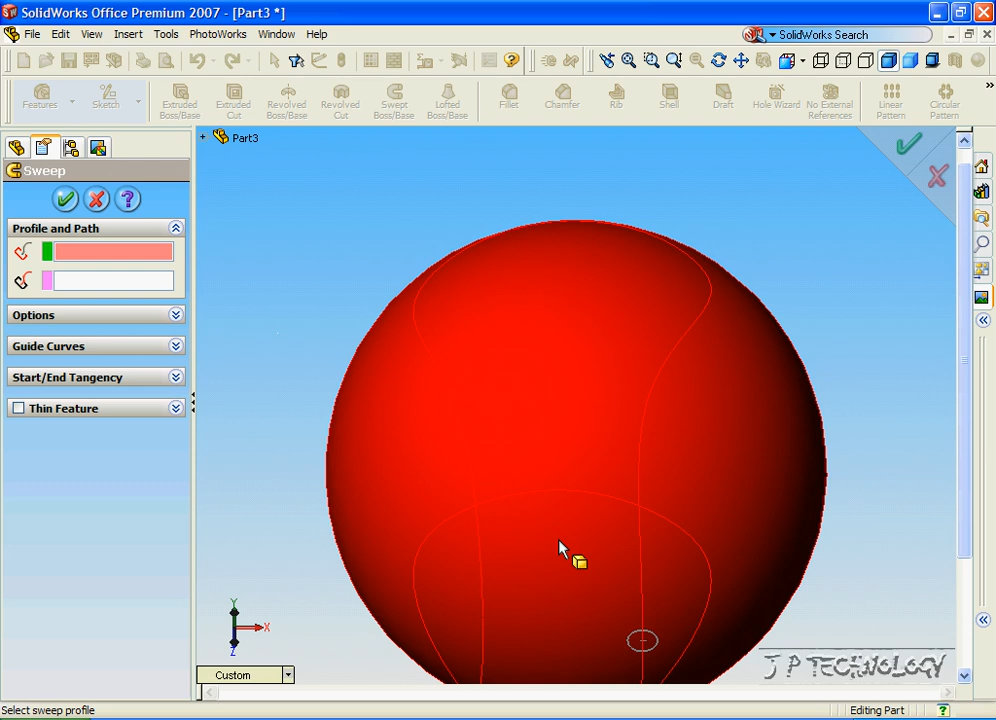 SolidWorks Office Premium 2007 - [Part3 *]
File Edit View Insert Tools PhotoWorks Window Help SolidWorks Search
Features Sketch Extruded Boss/Base Extruded Cut Revolved Boss/Base Revolved Cut Swept Boss/Base Lofted Boss/Base Fillet Chamfer Rib Shell Draft Hole Wizard No External References Linear Pattern Circular Pattern
Part3
Sweep
Profile and Path
Options
Guide Curves
Start/End Tangency
Thin Feature
Y
X
Z
J P TECHNOLOGY
Custom
Select sweep profile Editing Part